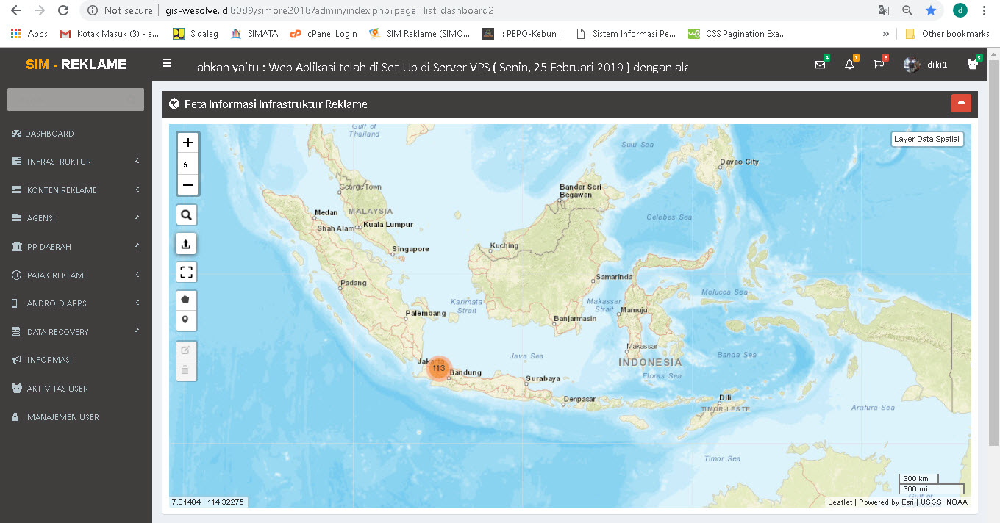 Not secure | gis-wesolve.id:8089/simore2018/admin/index.php?page=list_dashboard2
d
Apps Kotak Masuk (3) - a... Sidaleg SIMATA cPanel Login SIM Reklame (SIMO... .: PEPO-Kebun .: Sistem Informasi Pe... CSS Pagination Exa... » Other bookmarks
SIM - REKLAME
ahkan yaitu : Web Aplikasi telah di Set-Up di Server VPS ( Senin, 25 Februari 2019 ) dengan ala
4 7 2 diki1 3
DASHBOARD
INFRASTRUKTUR
KONTEN REKLAME
AGENSI
PP DAERAH
PAJAK REKLAME
ANDROID APPS
DATA RECOVERY
INFORMASI
AKTIVITAS USER
MANAJEMEN USER
Peta Informasi Infrastruktur Reklame
+
5
−
Layer Data Spatial
Gulf of
Thailand
Sulu Sea
Davao City
GeorgeTown
Bandar Seri
Begawan
Medan
MALAYSIA
Celebes Sea
Shah Alam
Kuala Lumpur
Kuching
Singapore
Samarinda
Padang
Molucca Sea
Karimata
Strait
Makassar
Strait
Mamuju
Palembang
Banjarmasin
Makassar
Java Sea
Banda Sea
Jakarta
INDONESIA
113
Bandung
Flores Sea
Surabaya
Denpasar
Dili
TIMOR-LESTE
Arafura Sea
Timor Sea
300 km
300 mi
Gulf of
7.31404 : 114.32275
Leaflet | Powered by Esri | USGS, NOAA